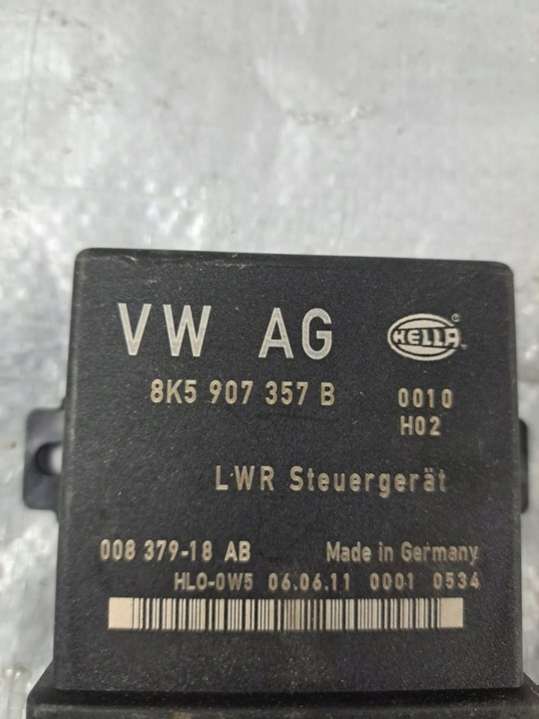 VW AG HELLA ®
8K5 907 357 B 0010
H02
LWR Steuergerät
008 379-18 AB Made in Germany
HLO-0W5 06.06.11 0001 0534